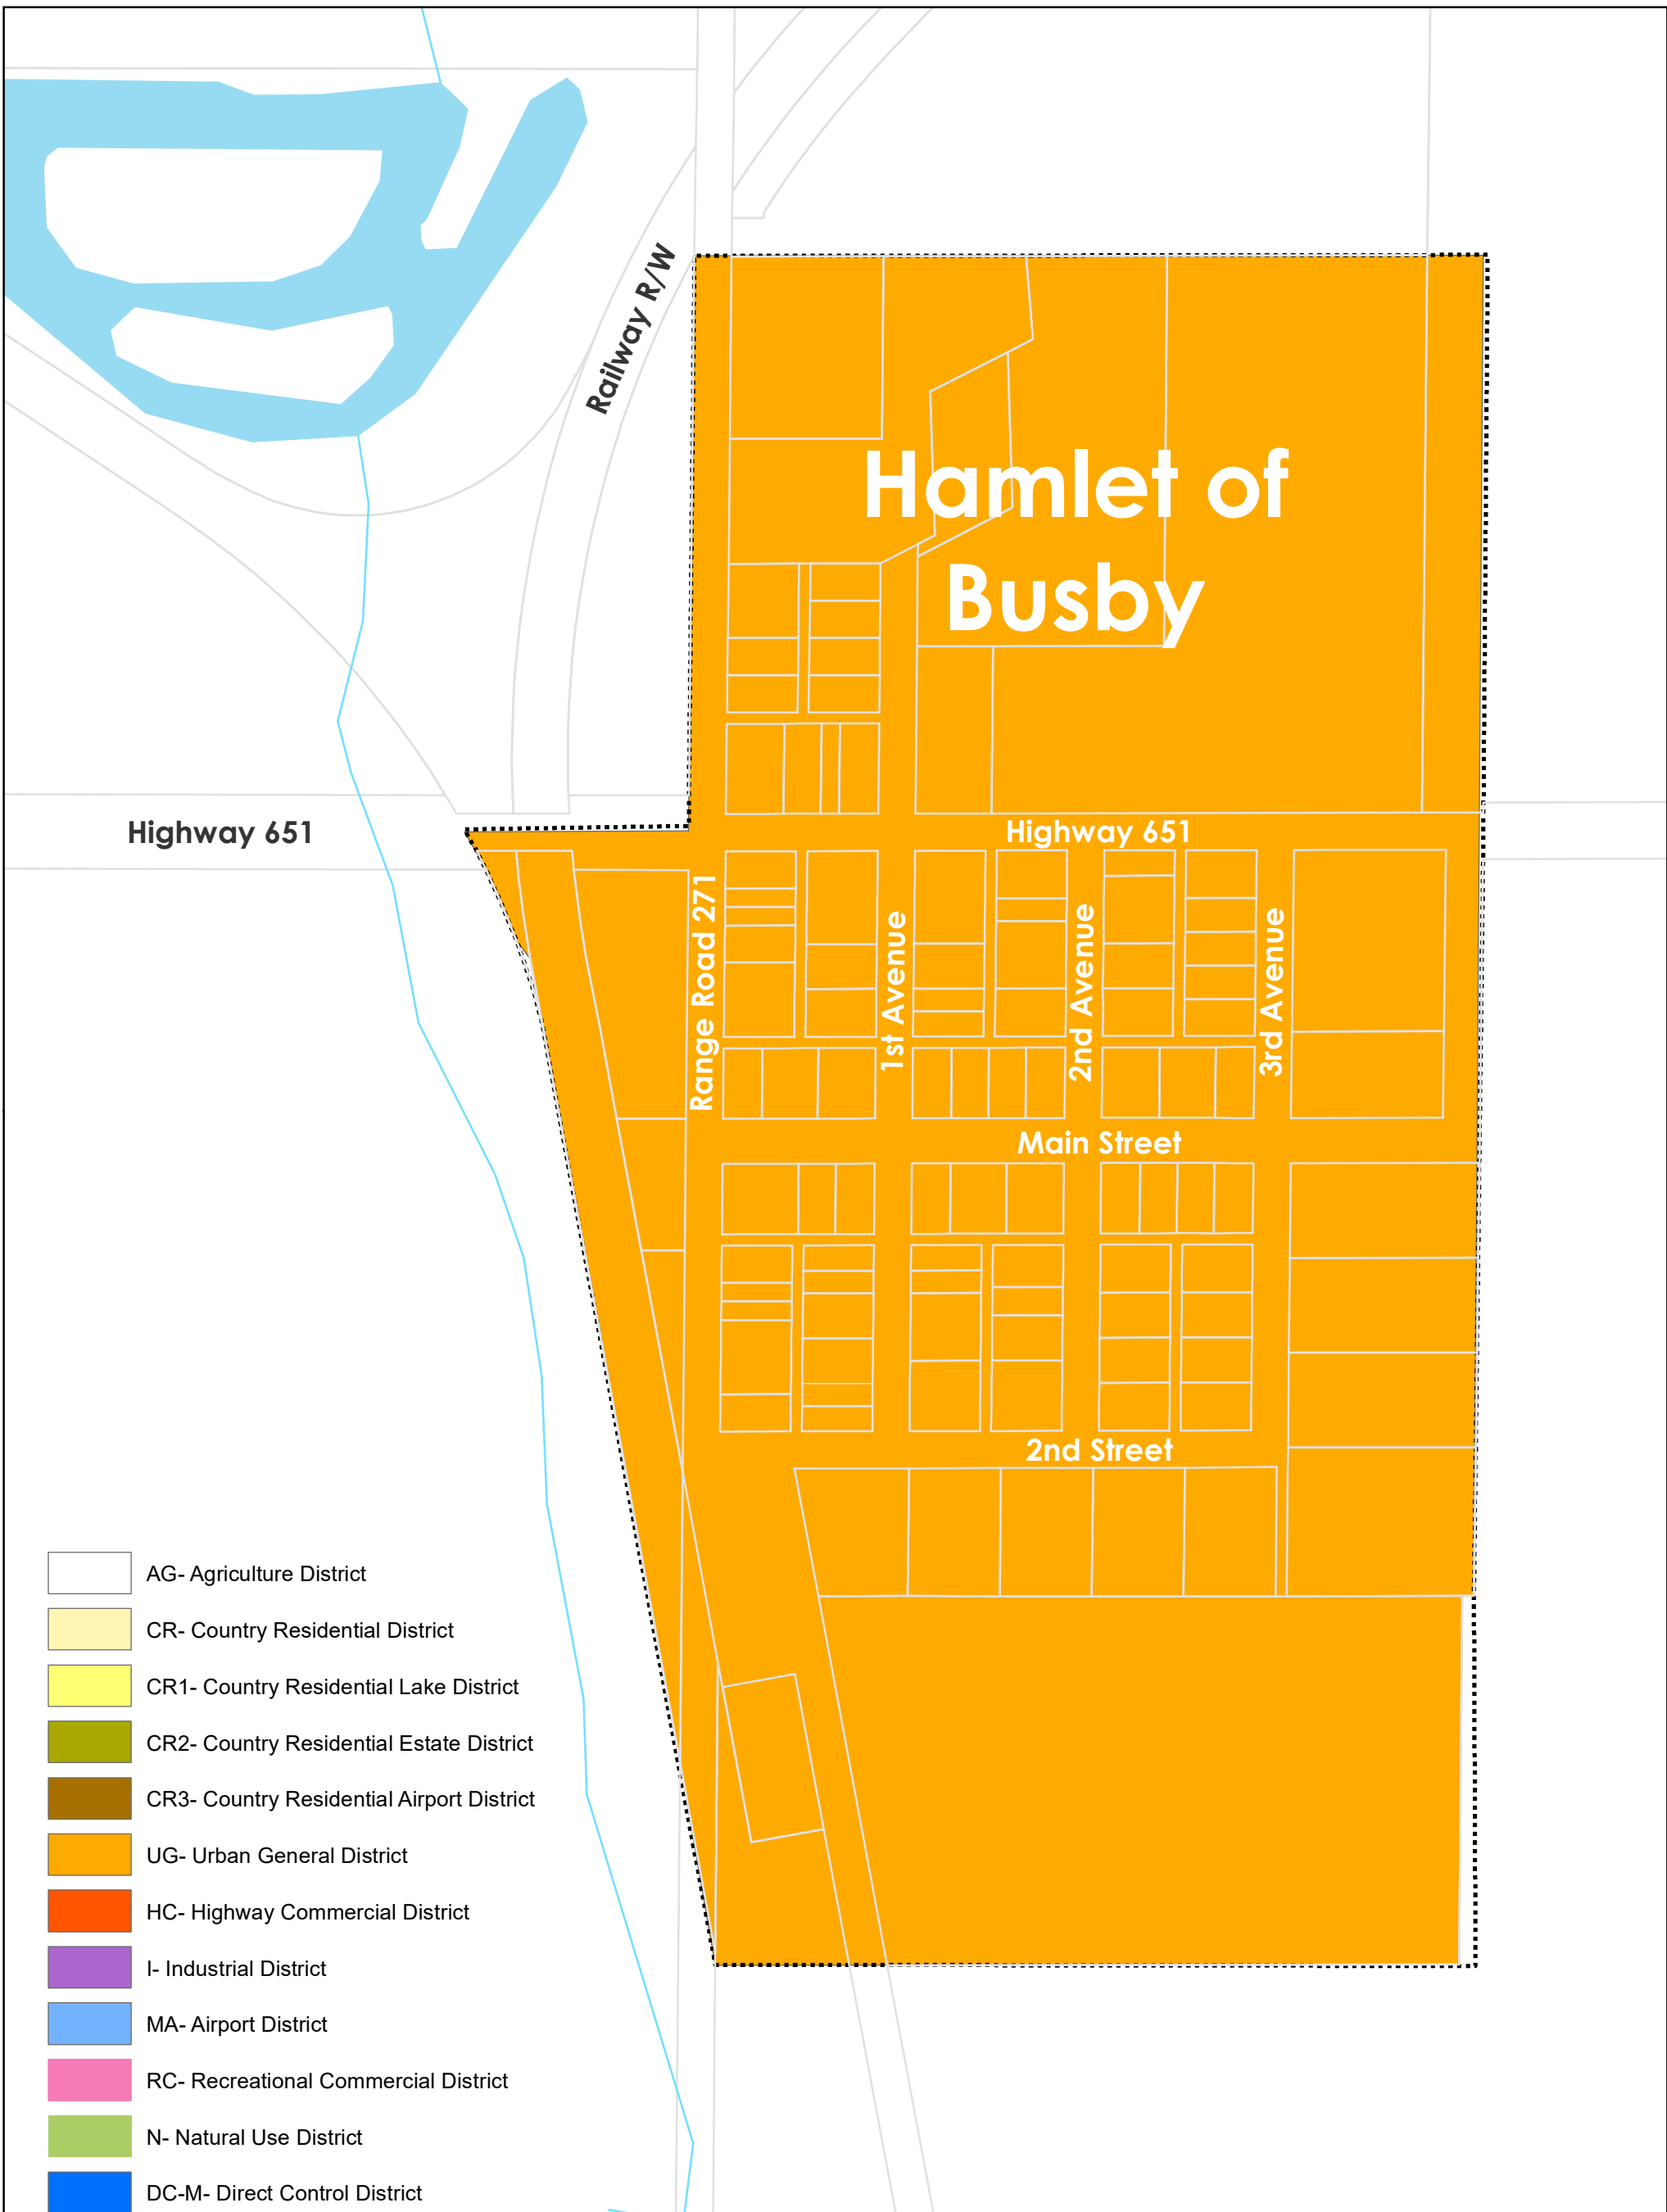 Railway R/W
Hamlet of
Busby
Highway 651
Highway 651
Range Road 271
1st Avenue
2nd Avenue
3rd Avenue
Main Street
2nd Street
AG- Agriculture District
CR- Country Residential District
CR1- Country Residential Lake District
CR2- Country Residential Estate District
CR3- Country Residential Airport District
UG- Urban General District
HC- Highway Commercial District
I- Industrial District
MA- Airport District
RC- Recreational Commercial District
N- Natural Use District
DC-M- Direct Control District